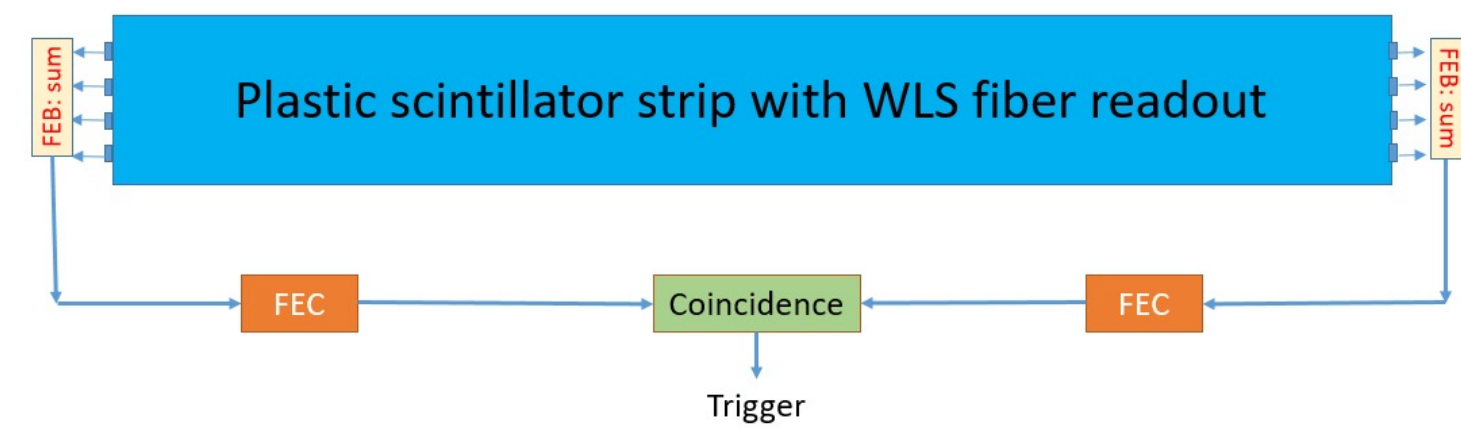 FEB: sum
Plastic scintillator strip with WLS fiber readout
FEB: sum
FEC
Coincidence
FEC
Trigger